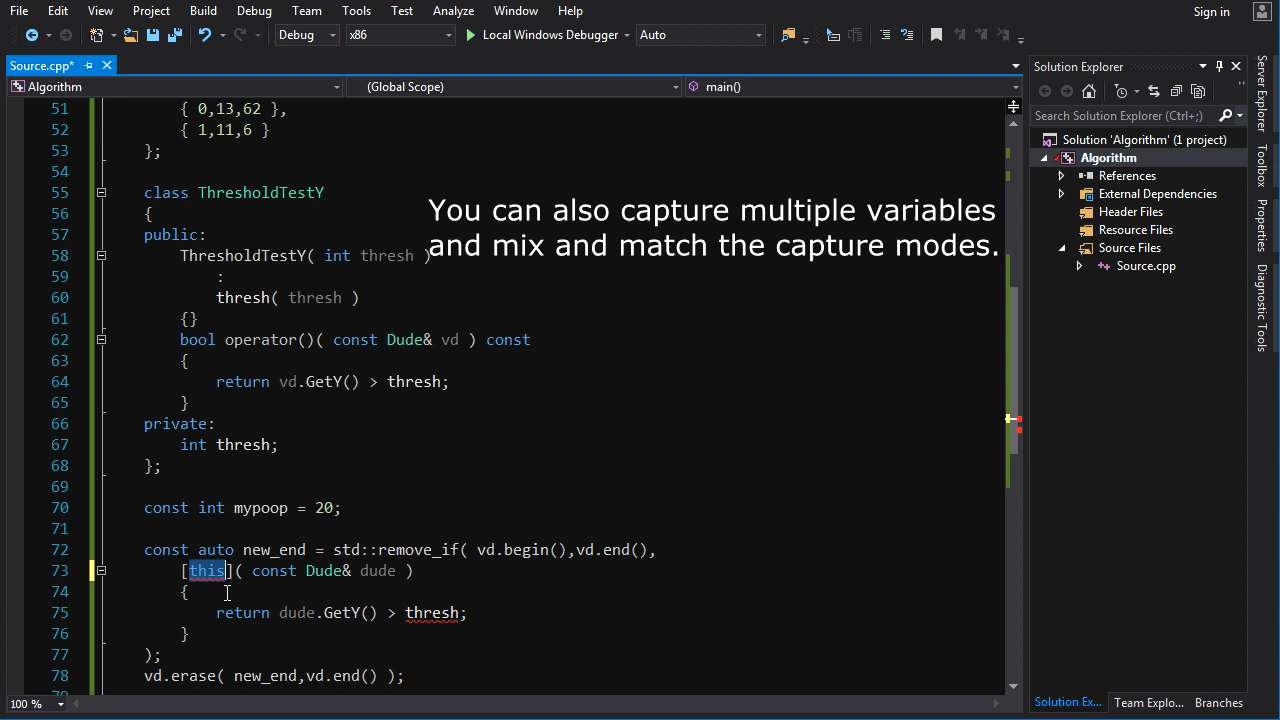 File Edit View Project Build Debug Team Tools Test Analyze Window Help Sign in
Debug x86 Local Windows Debugger Auto
Source.cpp*
Algorithm (Global Scope) main()
51 { 0,13,62 },
52 { 1,11,6 }
53 };
54
55 class ThresholdTestY
56 {
57 public:
58 ThresholdTestY( int thresh )
59 :
60 thresh( thresh )
61 {}
62 bool operator()( const Dude& vd ) const
63 {
64 return vd.GetY() > thresh;
65 }
66 private:
67 int thresh;
68 };
69
70 const int mypoop = 20;
71
72 const auto new_end = std::remove_if( vd.begin(),vd.end(),
73 [this]( const Dude& dude )
74 {
75 return dude.GetY() > thresh;
76 }
77 );
78 vd.erase( new_end,vd.end() );
100 %
You can also capture multiple variables
and mix and match the capture modes.
Solution Explorer
Search Solution Explorer (Ctrl+;)
Solution 'Algorithm' (1 project)
Algorithm
References
External Dependencies
Header Files
Resource Files
Source Files
Source.cpp
Solution Ex... Team Explo... Branches
Server Explorer
Toolbox
Properties
Diagnostic Tools